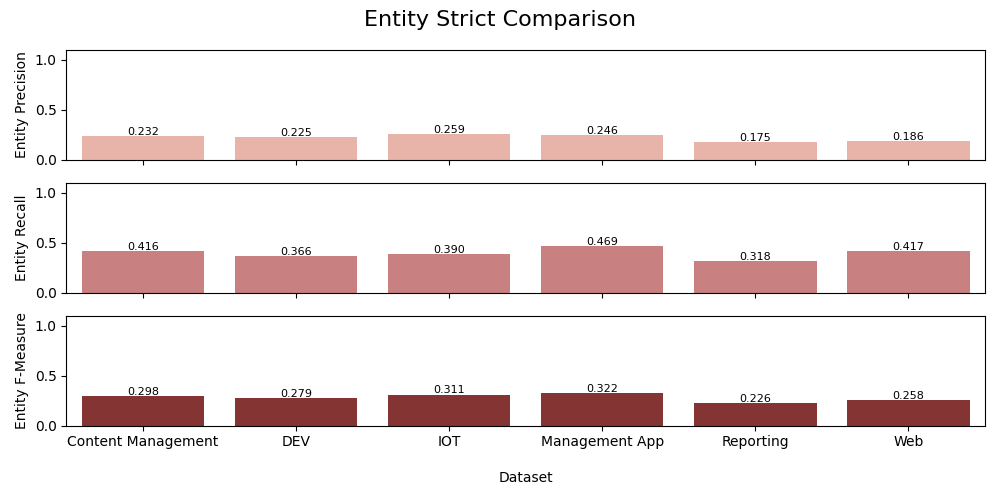 Entity Strict Comparison
Entity Precision
1.0
0.5
0.0
0.232
0.225
0.259
0.246
0.175
0.186
Entity Recall
1.0
0.5
0.0
0.416
0.366
0.390
0.469
0.318
0.417
Entity F-Measure
1.0
0.5
0.0
0.298
0.279
0.311
0.322
0.226
0.258
Content Management
DEV
IOT
Management App
Reporting
Web
Dataset